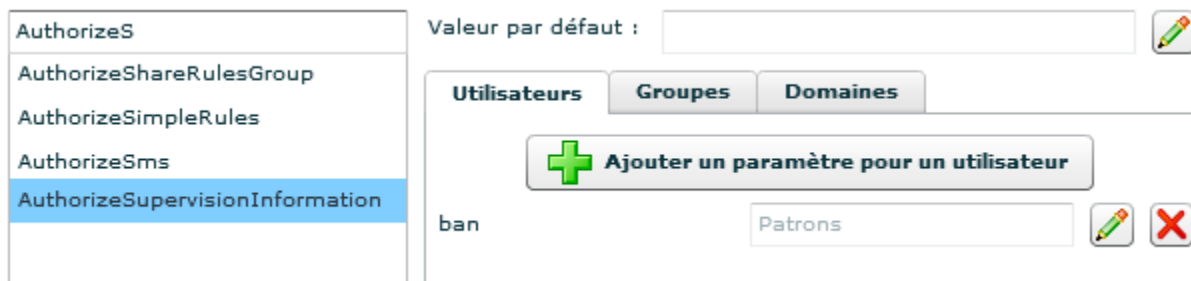 AuthorizeS
AuthorizeShareRulesGroup
AuthorizeSimpleRules
AuthorizeSms
AuthorizeSupervisionInformation
Valeur par défaut :
Utilisateurs Groupes Domaines
Ajouter un paramètre pour un utilisateur
ban Patrons